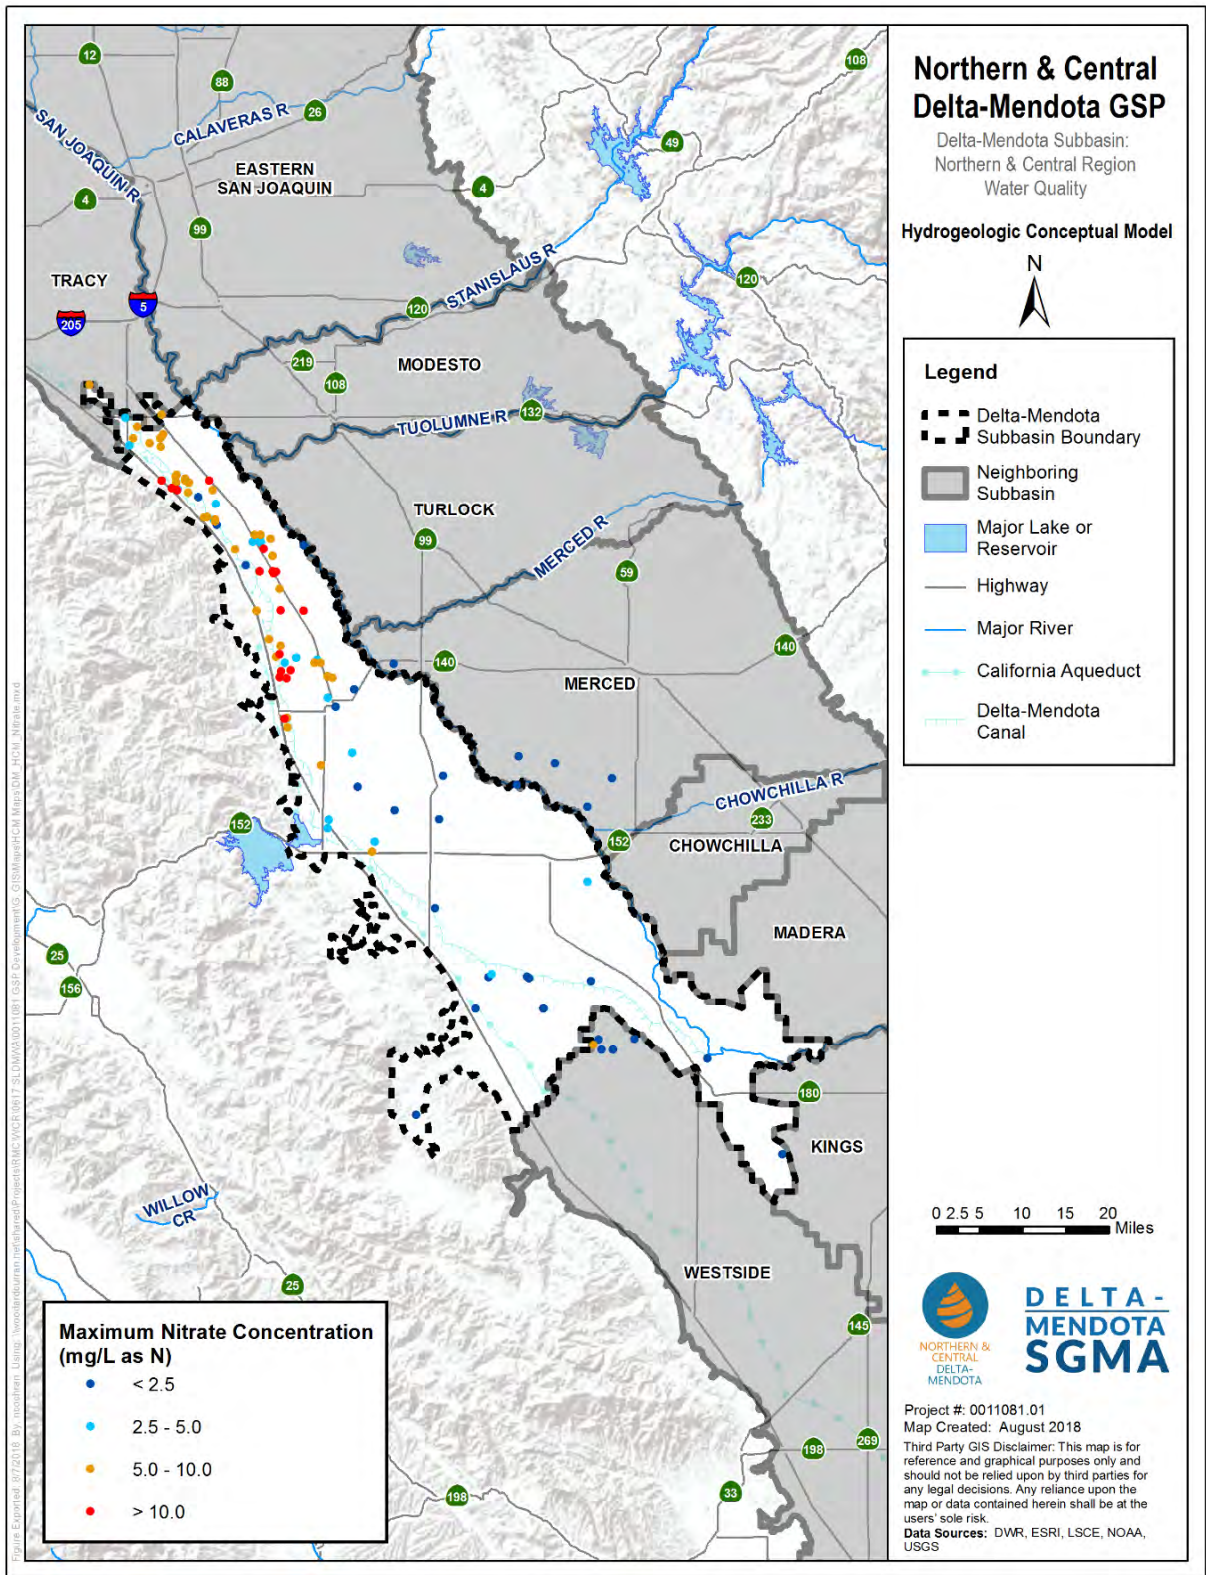 Northern & Central
Delta-Mendota GSP
Delta-Mendota Subbasin:
Northern & Central Region
Water Quality
Hydrogeologic Conceptual Model
N
Legend
Delta-Mendota
Subbasin Boundary
Neighboring
Subbasin
Major Lake or
Reservoir
Highway
Major River
California Aqueduct
Delta-Mendota
Canal
12
88
108
CALAVERAS R
26
SAN JOAQUIN R
49
EASTERN
SAN JOAQUIN
4
4
99
STANISLAUS R
TRACY
5
120
120
205
219
MODESTO
108
TUOLUMNE R
132
TURLOCK
99
MERCED R
59
140
140
MERCED
CHOWCHILLA R
233
152
152
CHOWCHILLA
MADERA
25
156
180
KINGS
WILLOW
CR
WESTSIDE
25
145
269
198
33
198
Maximum Nitrate Concentration
(mg/L as N)
< 2.5
2.5 - 5.0
5.0 - 10.0
> 10.0
0 2.5 5 10 15 20
Miles
NORTHERN &
CENTRAL
DELTA-
MENDOTA
DELTA-
MENDOTA
SGMA
Project #: 0011081.01
Map Created: August 2018
Third Party GIS Disclaimer: This map is for
reference and graphical purposes only and
should not be relied upon by third parties for
any legal decisions. Any reliance upon the
map or data contained herein shall be at the
users' sole risk.
Data Sources: DWR, ESRI, LSCE, NOAA,
USGS